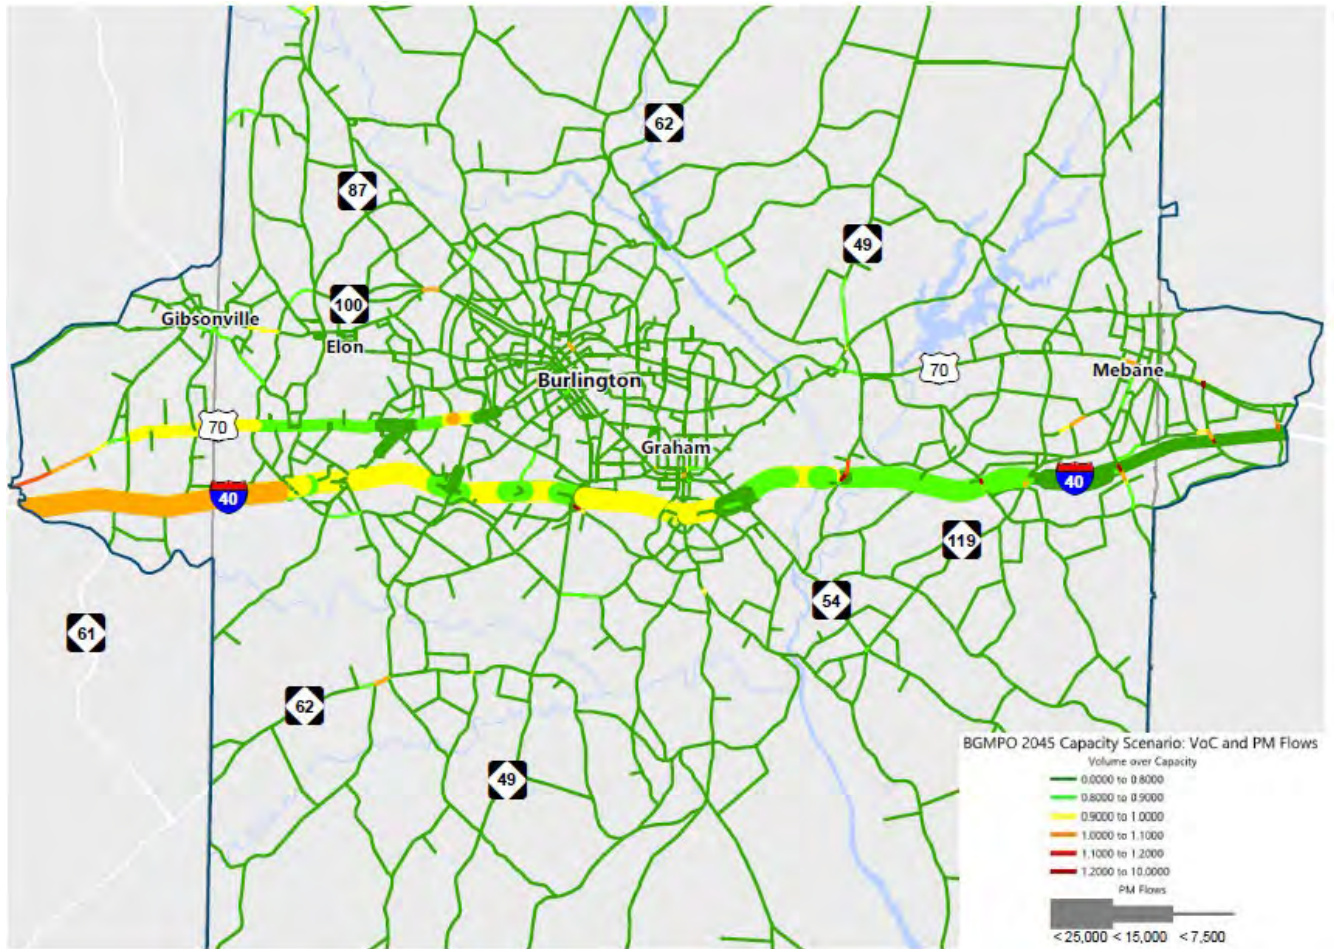 62
87
49
100
Gibsonville
Elon
70
Mebane
Burlington
70
Graham
40
40
119
54
61
62
49
BGMPO 2045 Capacity Scenario: VoC and PM Flows
Volume over Capacity
0.0000 to 0.8000
0.8000 to 0.9000
0.9000 to 1.0000
1.0000 to 1.1000
1.1000 to 1.2000
1.2000 to 10.0000
PM Flows
<25,000 <15,000 <7,500